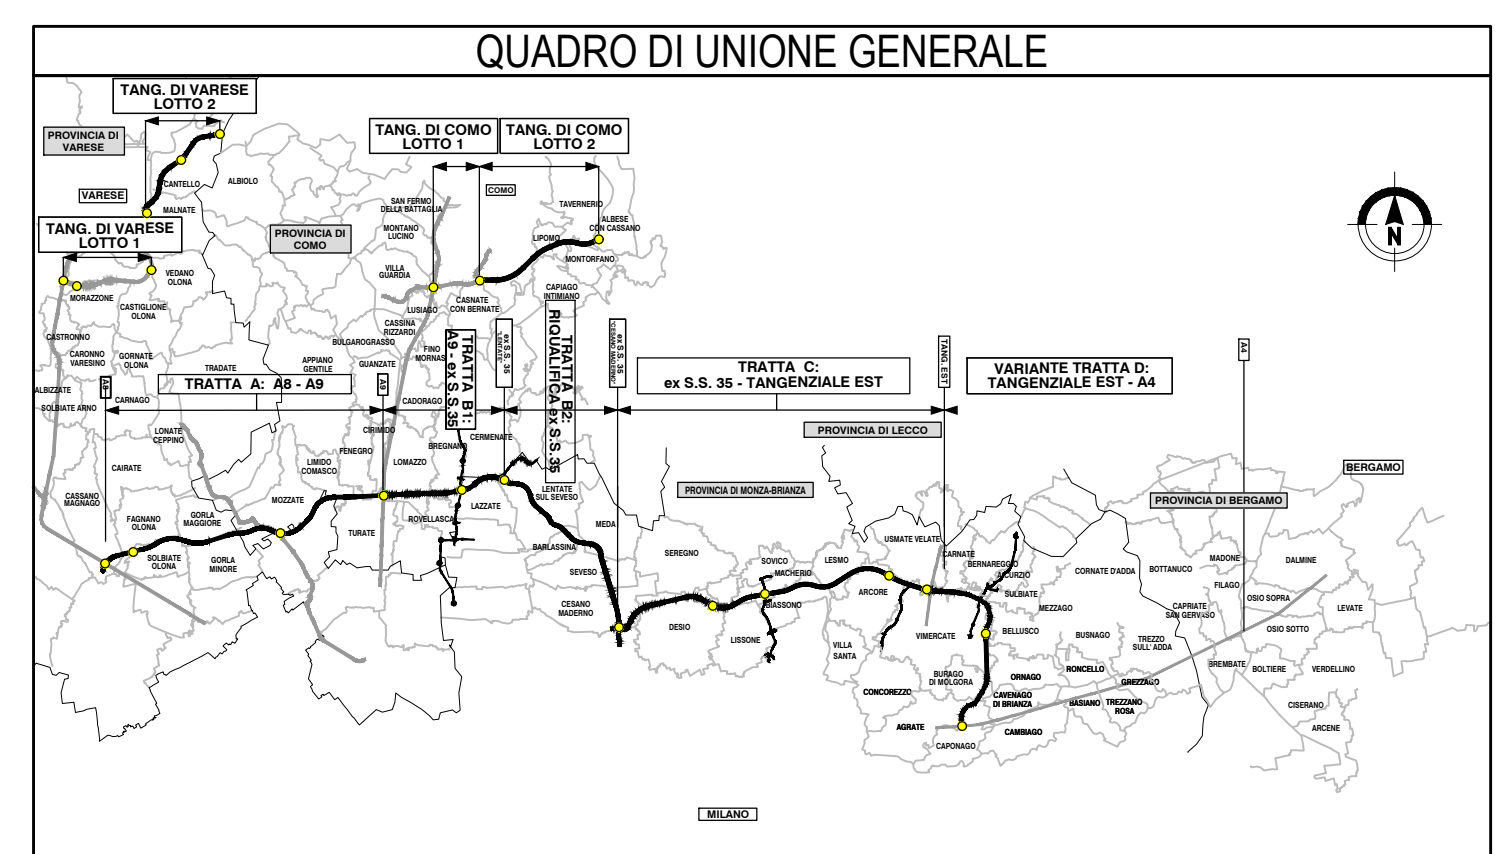 QUADRO DI UNIONE GENERALE
TANG. DI VARESE
LOTTO 2
PROVINCIA DI
VARESE
TANG. DI COMO
LOTTO 1
TANG. DI COMO
LOTTO 2
CANTELLO
ALBIOLO
VARESE
COMO
MALNATE
SAN FERMO
DELLA BATTAGLIA
TAVERNERIO
ALBESE
CON CASSANO
TANG. DI VARESE
LOTTO 1
PROVINCIA DI
COMO
MONTANO
LUCINO
LIPOMO
MONTORFANO
N
VEDANO
OLONA
VILLA
GUARDIA
MORAZZONE
CASTIGLIONE
OLONA
LUSIAGO
CASNATE
CON BERNATE
CAPIAGO
INTIMIANO
CASSINA
RIZZARDI
CASTRONNO
BULGAROGRASSO
FINO
MORNAS
CARONNO
VARESINO
GORNATE
OLONA
TRADATE
APPIANO
GENTILE
GUANZATE
TRATTA B1:
A9 - ex S.S.35
ex S.S. 35
"LENTATE"
TRATTA B2:
RIQUALIFICA ex S.S.35
ex S.S. 35
"CESANO MADERNO"
TANG. EST
A4
ALBIZZATE
A8
TRATTA A: A8 - A9
A9
TRATTA C:
ex S.S. 35 - TANGENZIALE EST
VARIANTE TRATTA D:
TANGENZIALE EST - A4
SOLBIATE ARNO
CARNAGO
CADORAGO
LONATE
CEPPINO
CIRIMIDO
FENEGRO
BREGNANO
CERMENATE
PROVINCIA DI LECCO
CAIRATE
LIMIDO
COMASCO
LOMAZZO
BERGAMO
CASSANO
MAGNAGO
MOZZATE
LENTATE
SUL SEVESO
PROVINCIA DI MONZA-BRIANZA
PROVINCIA DI BERGAMO
FAGNANO
OLONA
GORLA
MAGGIORE
ROVELLASCA
LAZZATE
TURATE
MEDA
SOLBIATE
OLONA
GORLA
MINORE
BARLASSINA
SEREGNO
USMATE VELATE
CARNATE
SEVESO
SOVICO
MACHERIO
LESMO
BERNAREGGIO
AICURZIO
CORNATE D'ADDA
BOTTANUCO
MADONE
DALMINE
FILAGO
CESANO
MADERNO
BIASSONO
ARCORE
SULBIATE
MEZZAGO
CAPRIATE
SAN GERVASO
OSIO SOPRA
LEVATE
DESIO
LISSONE
VIMERCATE
BELLUSCO
BUSNAGO
TREZZO
SULL' ADDA
OSIO SOTTO
VILLA
SANTA
BURAGO
DI MOLGORA
ORNAGO
RONCELLO
GREZZAGO
BREMBATE
BOLTIERE
VERDELLINO
CONCOREZZO
CAVENAGO
DI BRIANZA
BASIANO
TREZZANO
ROSA
CISERANO
AGRATE
CAMBIAGO
ARCENE
CAPONAGO
MILANO